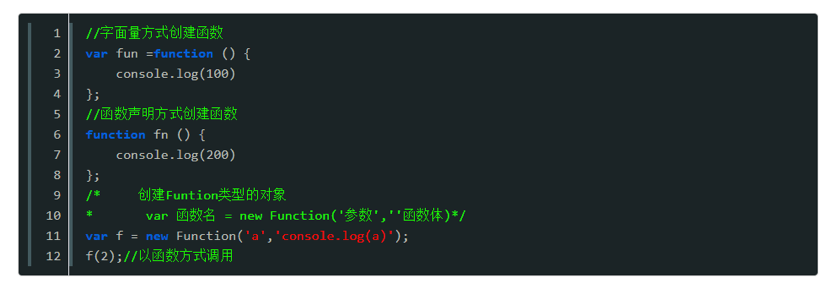 1 //字面量方式创建函数
2 var fun =function () {
3     console.log(100)
4 };
5 //函数声明方式创建函数
6 function fn () {
7     console.log(200)
8 };
9 /*     创建Funtion类型的对象
10 *       var 函数名 = new Function('参数',''函数体)*/
11 var f = new Function('a','console.log(a)');
12 f(2);//以函数方式调用